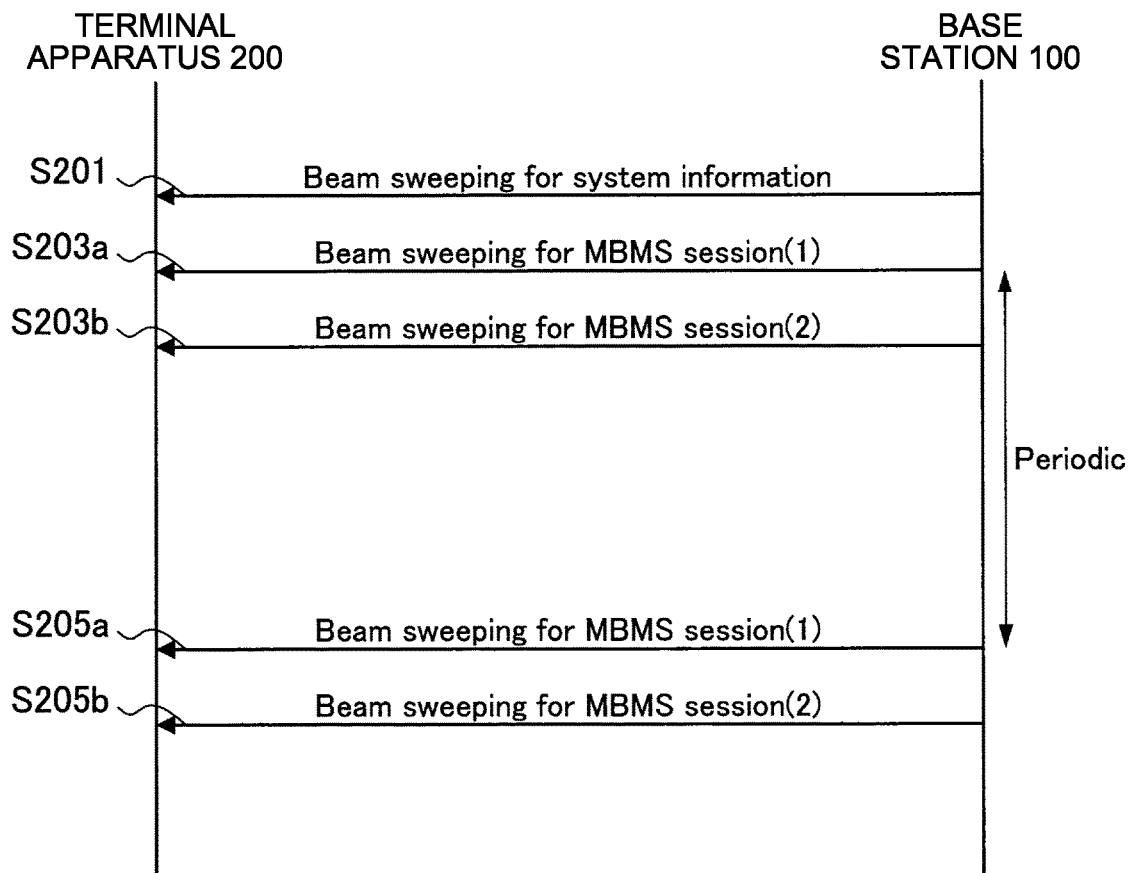 TERMINAL
APPARATUS 200
BASE
STATION 100
S201
Beam sweeping for system information
S203a
Beam sweeping for MBMS session(1)
S203b
Beam sweeping for MBMS session(2)
Periodic
S205a
Beam sweeping for MBMS session(1)
S205b
Beam sweeping for MBMS session(2)